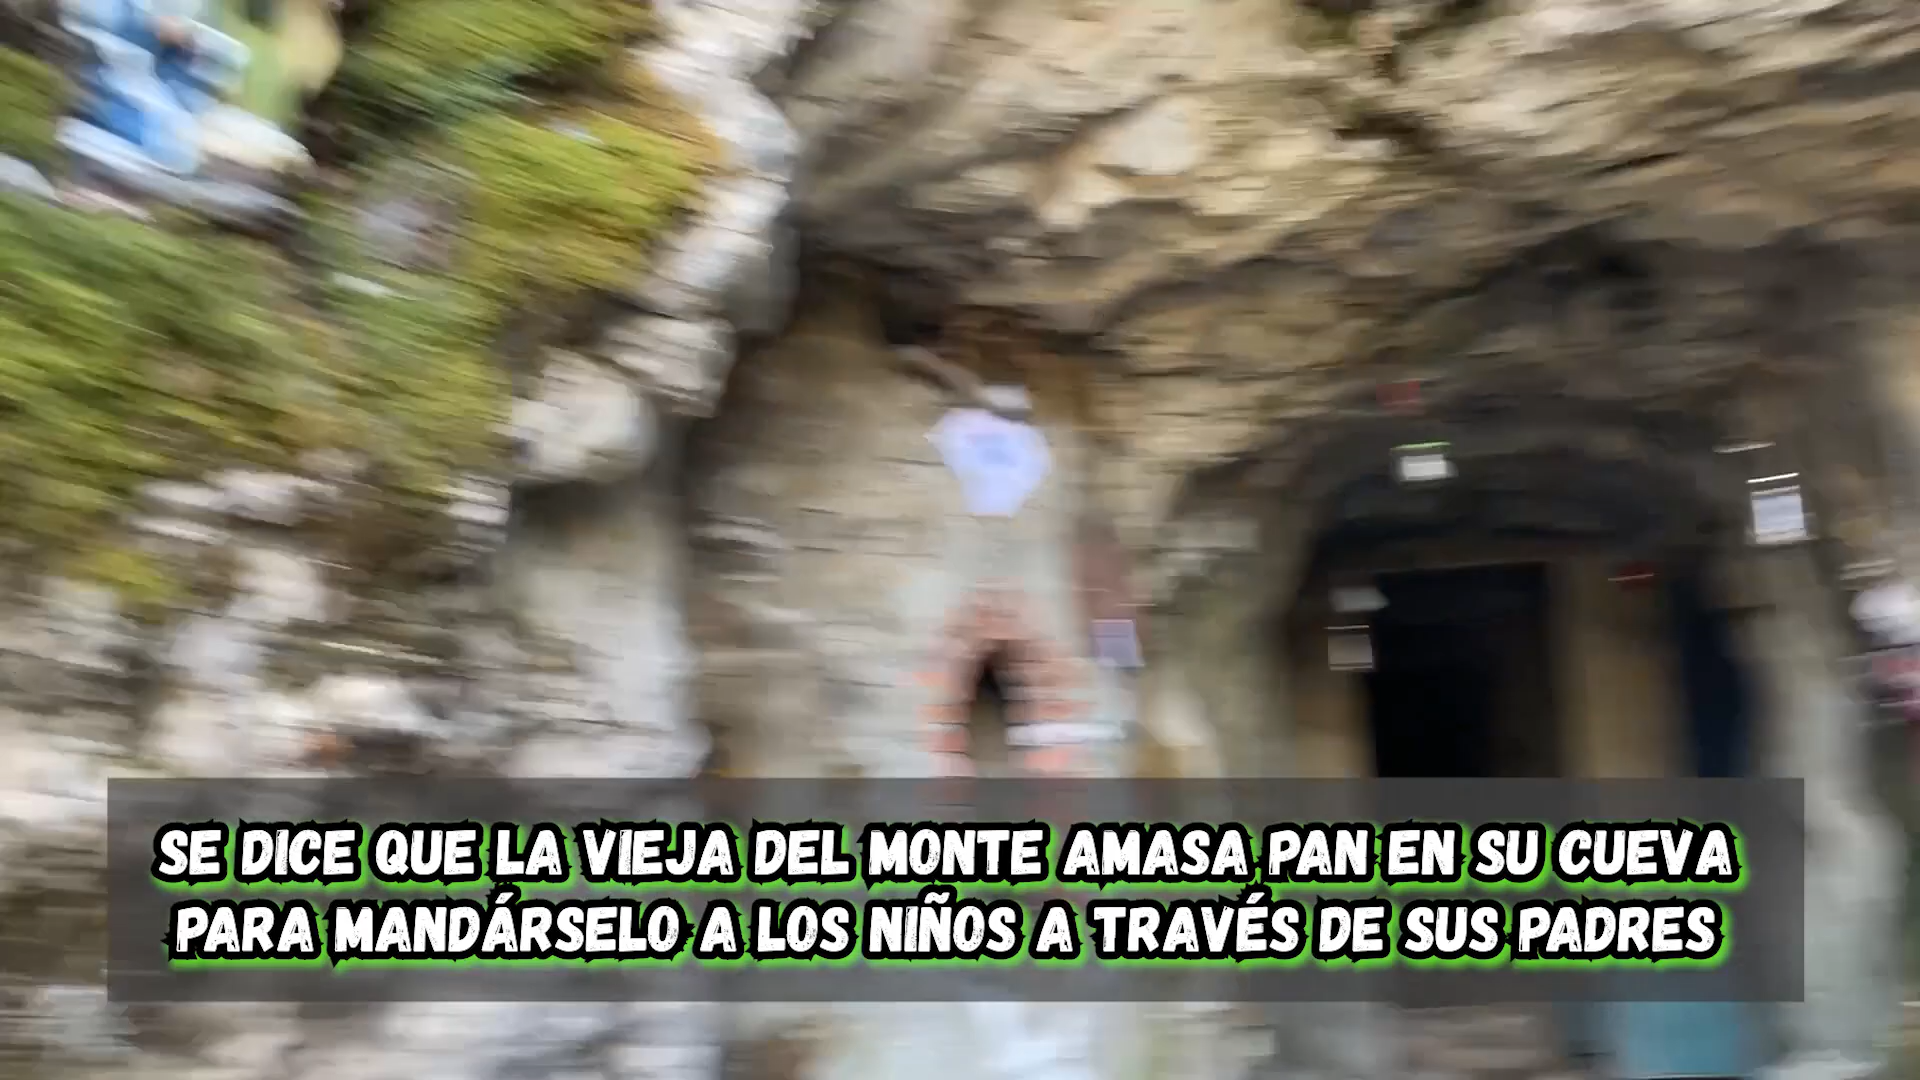 SE DICE QUE LA VIEJA DEL MONTE AMASA PAN EN SU CUEVA
PARA MANDÁRSELO A LOS NIÑOS A TRAVÉS DE SUS PADRES